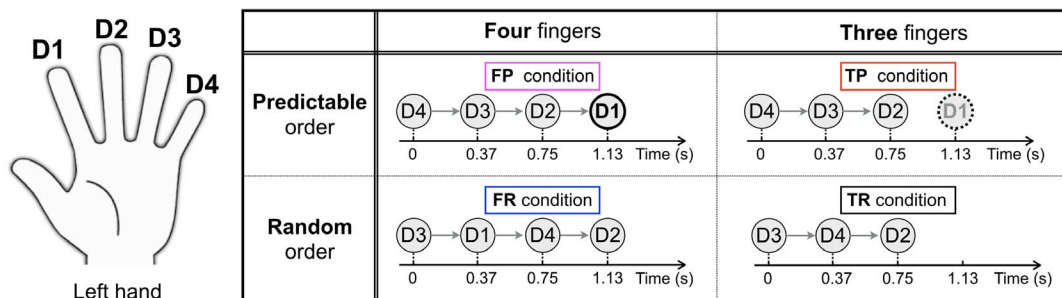 D1
D2
D3
D4
Left hand
Four fingers
Three fingers
Predictable
order
FP condition
D4 D3 D2 D1
0 0.37 0.75 1.13 Time (s)
TP condition
D4 D3 D2 D1
0 0.37 0.75 1.13 Time (s)
Random
order
FR condition
D3 D1 D4 D2
0 0.37 0.75 1.13 Time (s)
TR condition
D3 D4 D2
0 0.37 0.75 1.13 Time (s)